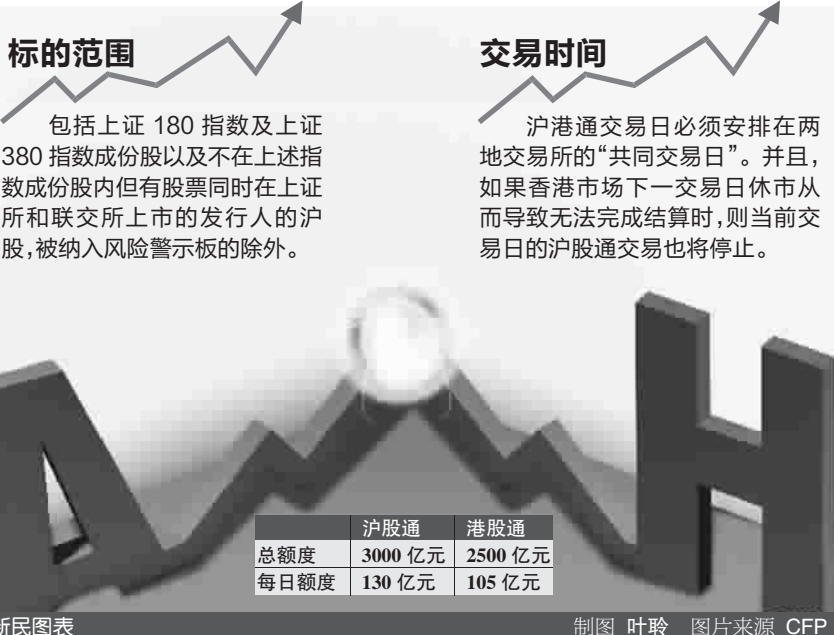 标的范围
包括上证 180 指数及上证
380 指数成份股以及不在上述指
数成份股内但有股票同时在上证
所和联交所上市的发行人的沪
股,被纳入风险警示板的除外。
交易时间
沪港通交易日必须安排在两
地交易所的“共同交易日”。并且,
如果香港市场下一交易日休市从
而导致无法完成结算时,则当前交
易日的沪股通交易也将停止。
A H
沪股通 港股通
总额度 3000 亿元 2500 亿元
每日额度 130 亿元 105 亿元
新民图表 制图 叶聆 图片来源 CFP